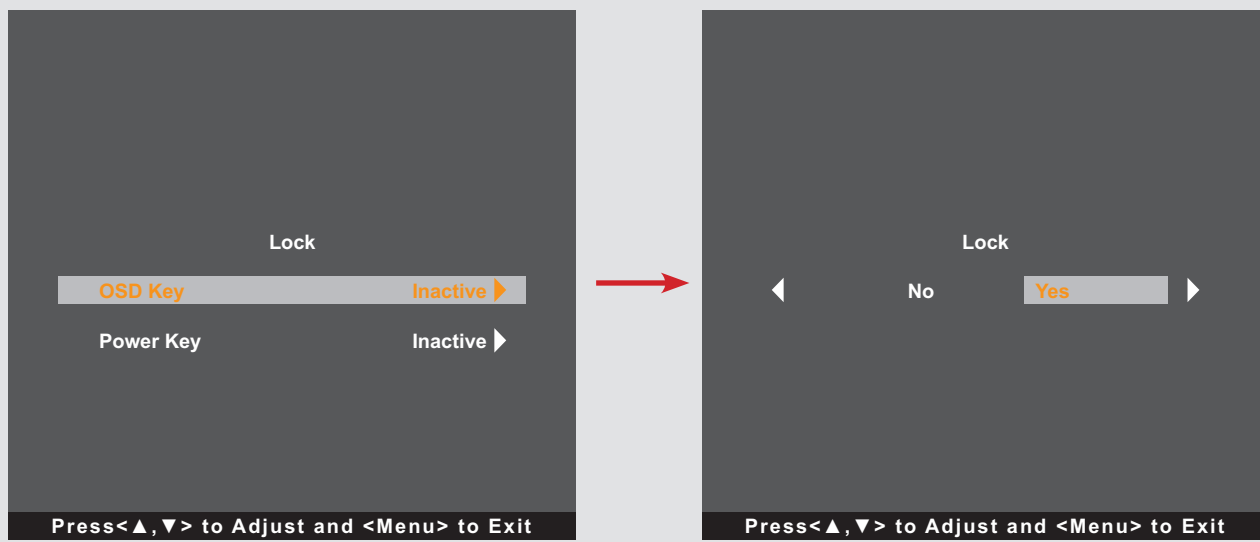 Lock
OSD Key Inactive
Power Key Inactive
Press<▲,▼> to Adjust and <Menu> to Exit
Lock
No Yes
Press<▲,▼> to Adjust and <Menu> to Exit